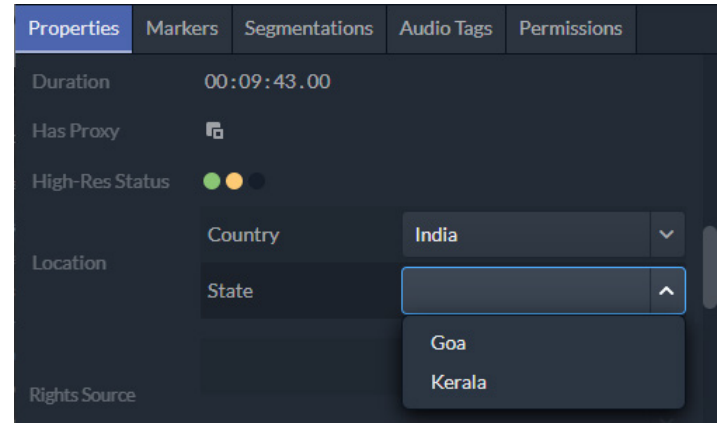 Properties Markers Segmentations Audio Tags Permissions
Duration 00:09:43.00
Has Proxy
High-Res Status
Country India
Location
State
Goa
Kerala
Rights Source